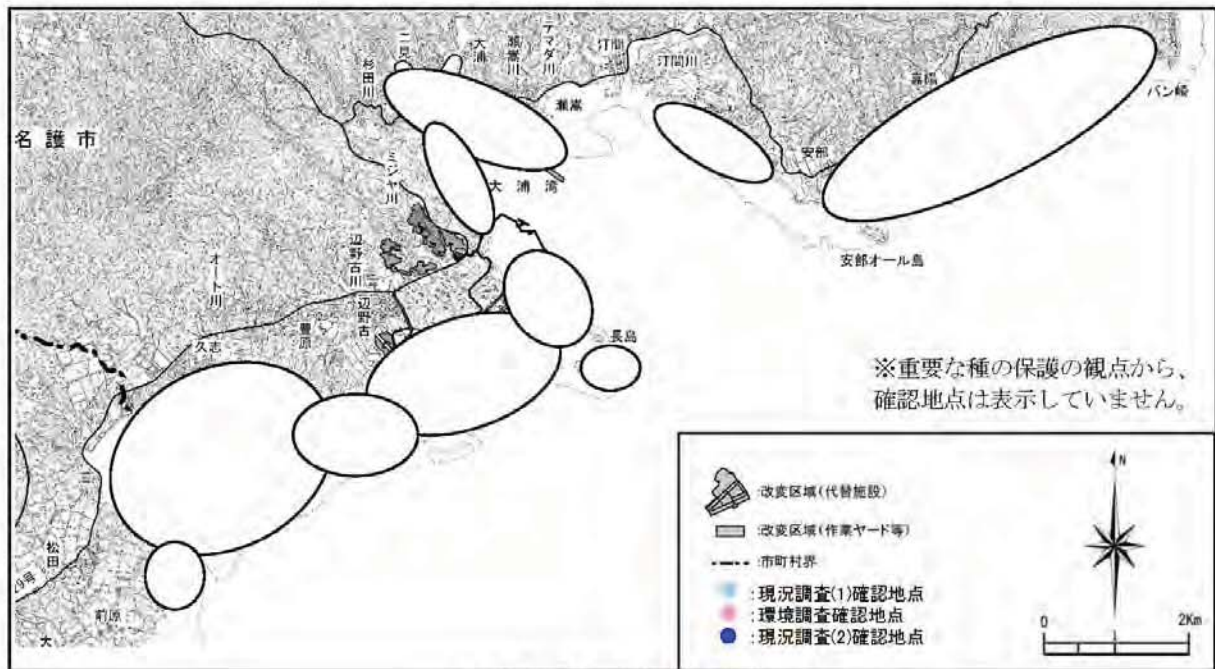 杉田川
二見
大浦
瀬嵩川
テマダ川
汀間
汀間川
瀬嵩
嘉陽
バン崎
安部
名護市
ミジャ川
大浦湾
安部オール島
辺野古川
辺野古
オートリ
久志
豊原
長島
※重要な種の保護の観点から、
確認地点は表示していません。
松田
前原
大
:改変区域(代替施設)
:改変区域(作業ヤード等)
:市町村界
:現況調査(1)確認地点
:環境調査確認地点
:現況調査(2)確認地点
N
0 2Km